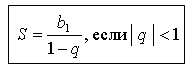 S = b₁ / (1 − q), если | q | < 1